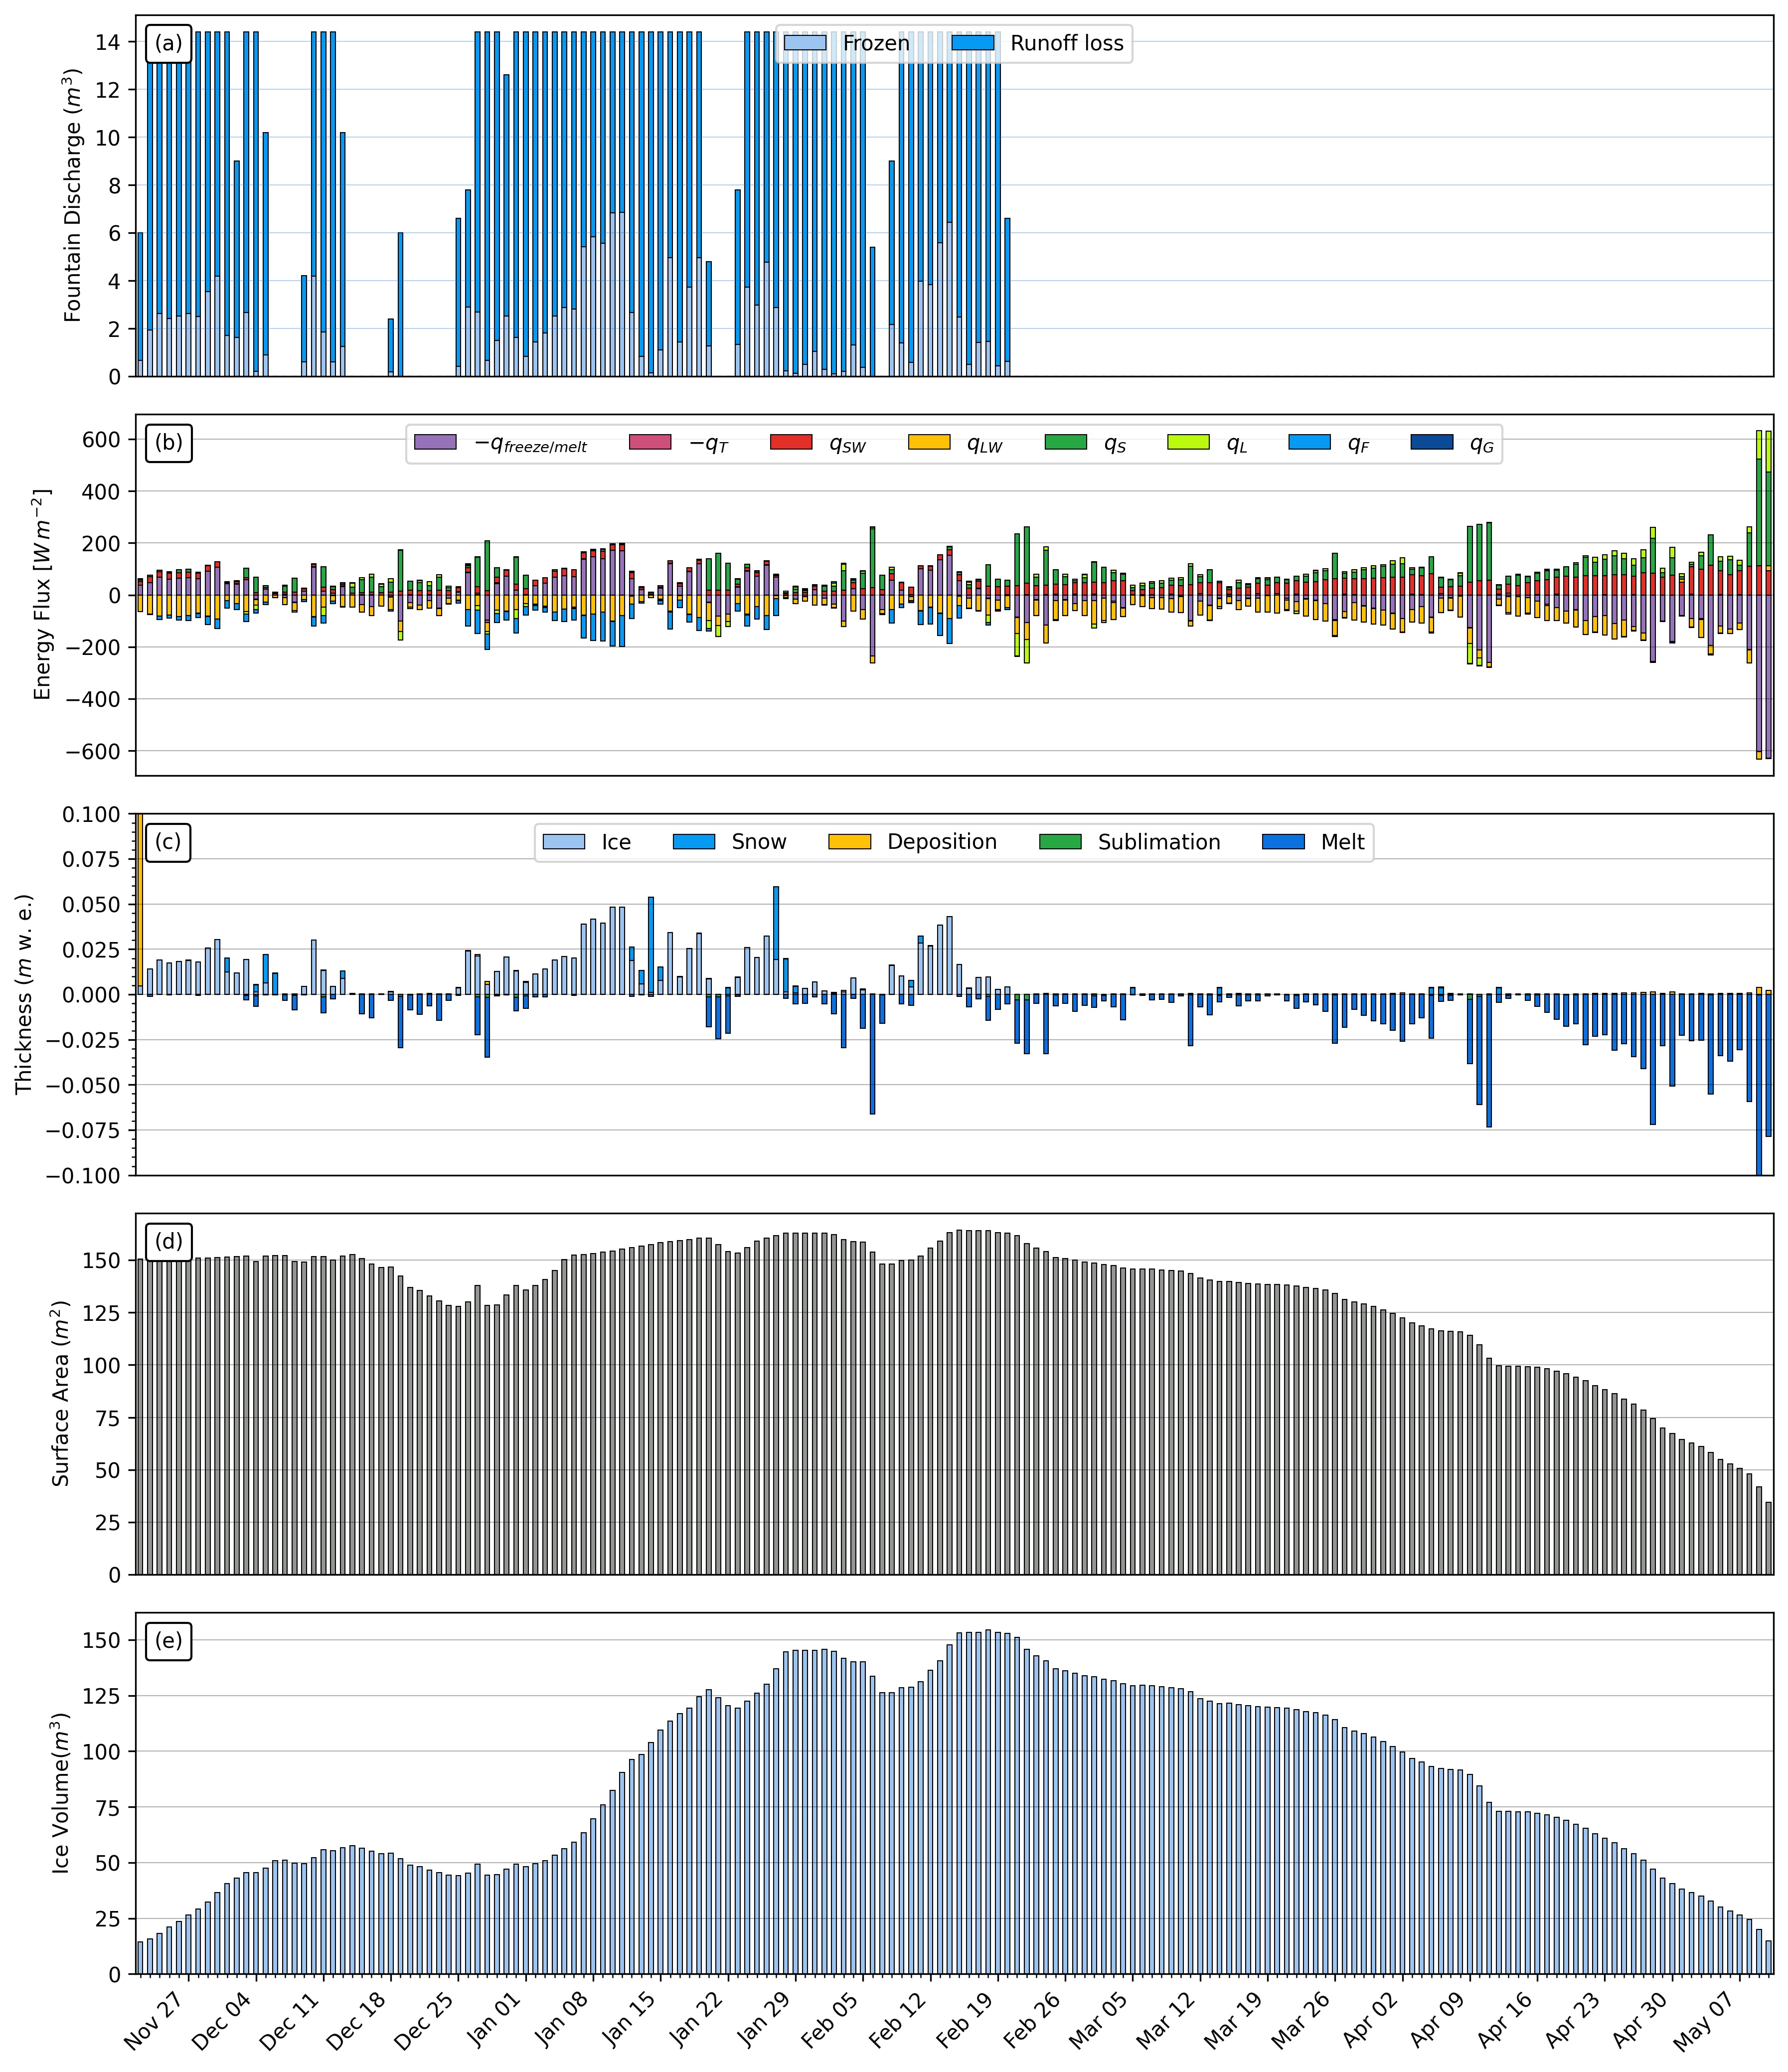 (a)
Frozen Runoff loss
Fountain Discharge (m³)
14
12
10
8
6
4
2
0
(b)
−q_{freeze/melt} −q_T q_{SW} q_{LW} q_S q_L q_F q_G
Energy Flux [W m⁻²]
600
400
200
0
−200
−400
−600
(c)
Ice Snow Deposition Sublimation Melt
Thickness (m w. e.)
0.100
0.075
0.050
0.025
0.000
−0.025
−0.050
−0.075
−0.100
(d)
Surface Area (m²)
150
125
100
75
50
25
0
(e)
Ice Volume(m³)
150
125
100
75
50
25
0
Nov 27 Dec 04 Dec 11 Dec 18 Dec 25 Jan 01 Jan 08 Jan 15 Jan 22 Jan 29 Feb 05 Feb 12 Feb 19 Feb 26 Mar 05 Mar 12 Mar 19 Mar 26 Apr 02 Apr 09 Apr 16 Apr 23 Apr 30 May 07